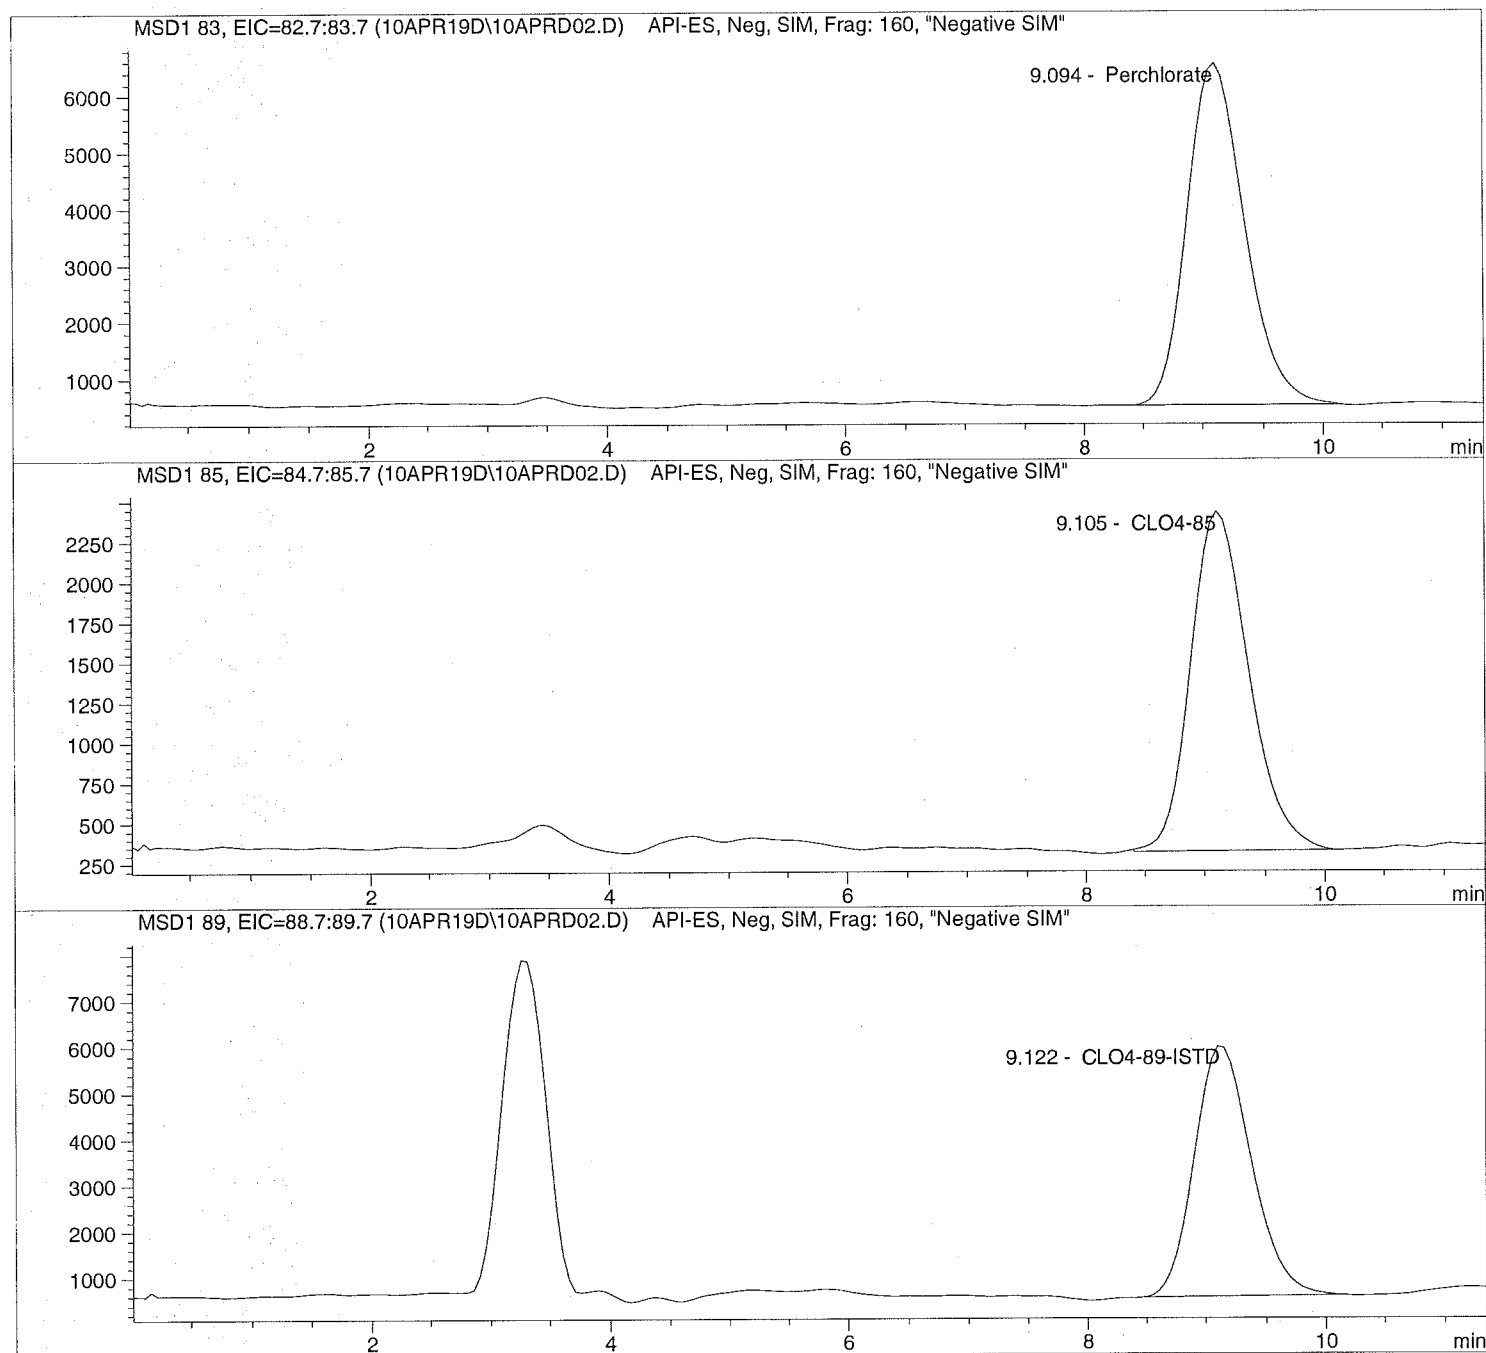 MSD1 83, EIC=82.7:83.7 (10APR19D\10APRD02.D) API-ES, Neg, SIM, Frag: 160, "Negative SIM"
9.094 - Perchlorate
6000
5000
4000
3000
2000
1000
2 4 6 8 10 min
MSD1 85, EIC=84.7:85.7 (10APR19D\10APRD02.D) API-ES, Neg, SIM, Frag: 160, "Negative SIM"
9.105 - CLO4-85
2250
2000
1750
1500
1250
1000
750
500
250
2 4 6 8 10 min
MSD1 89, EIC=88.7:89.7 (10APR19D\10APRD02.D) API-ES, Neg, SIM, Frag: 160, "Negative SIM"
7000
9.122 - CLO4-89-ISTD
6000
5000
4000
3000
2000
1000
2 4 6 8 10 min